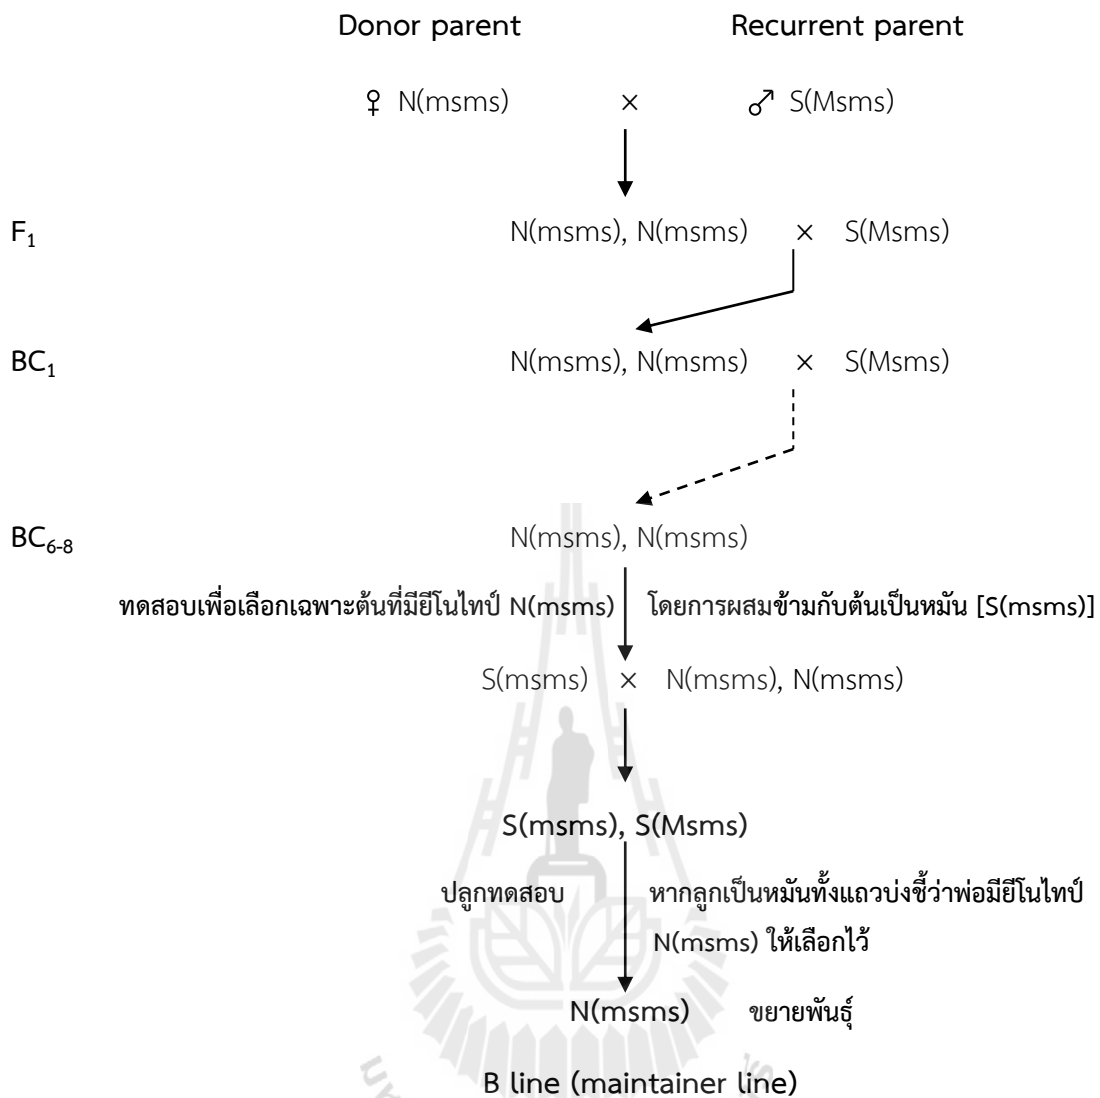 Donor parent Recurrent parent
♀ N(msms) × ♂ S(Msms)
F₁ N(msms), N(msms) × S(Msms)
BC₁ N(msms), N(msms) × S(Msms)
BC₆₋₈ N(msms), N(msms)
ทดสอบเพื่อเลือกเฉพาะต้นที่มียีโนไทป์ N(msms) โดยการผสมข้ามกับต้นเป็นหมัน [S(msms)]
S(msms) × N(msms), N(msms)
S(msms), S(Msms)
ปลูกทดสอบ หากลูกเป็นหมันทั้งแถวบ่งชี้ว่าพ่อมียีโนไทป์
N(msms) ให้เลือกไว้
N(msms) ขยายพันธุ์
B line (maintainer line)